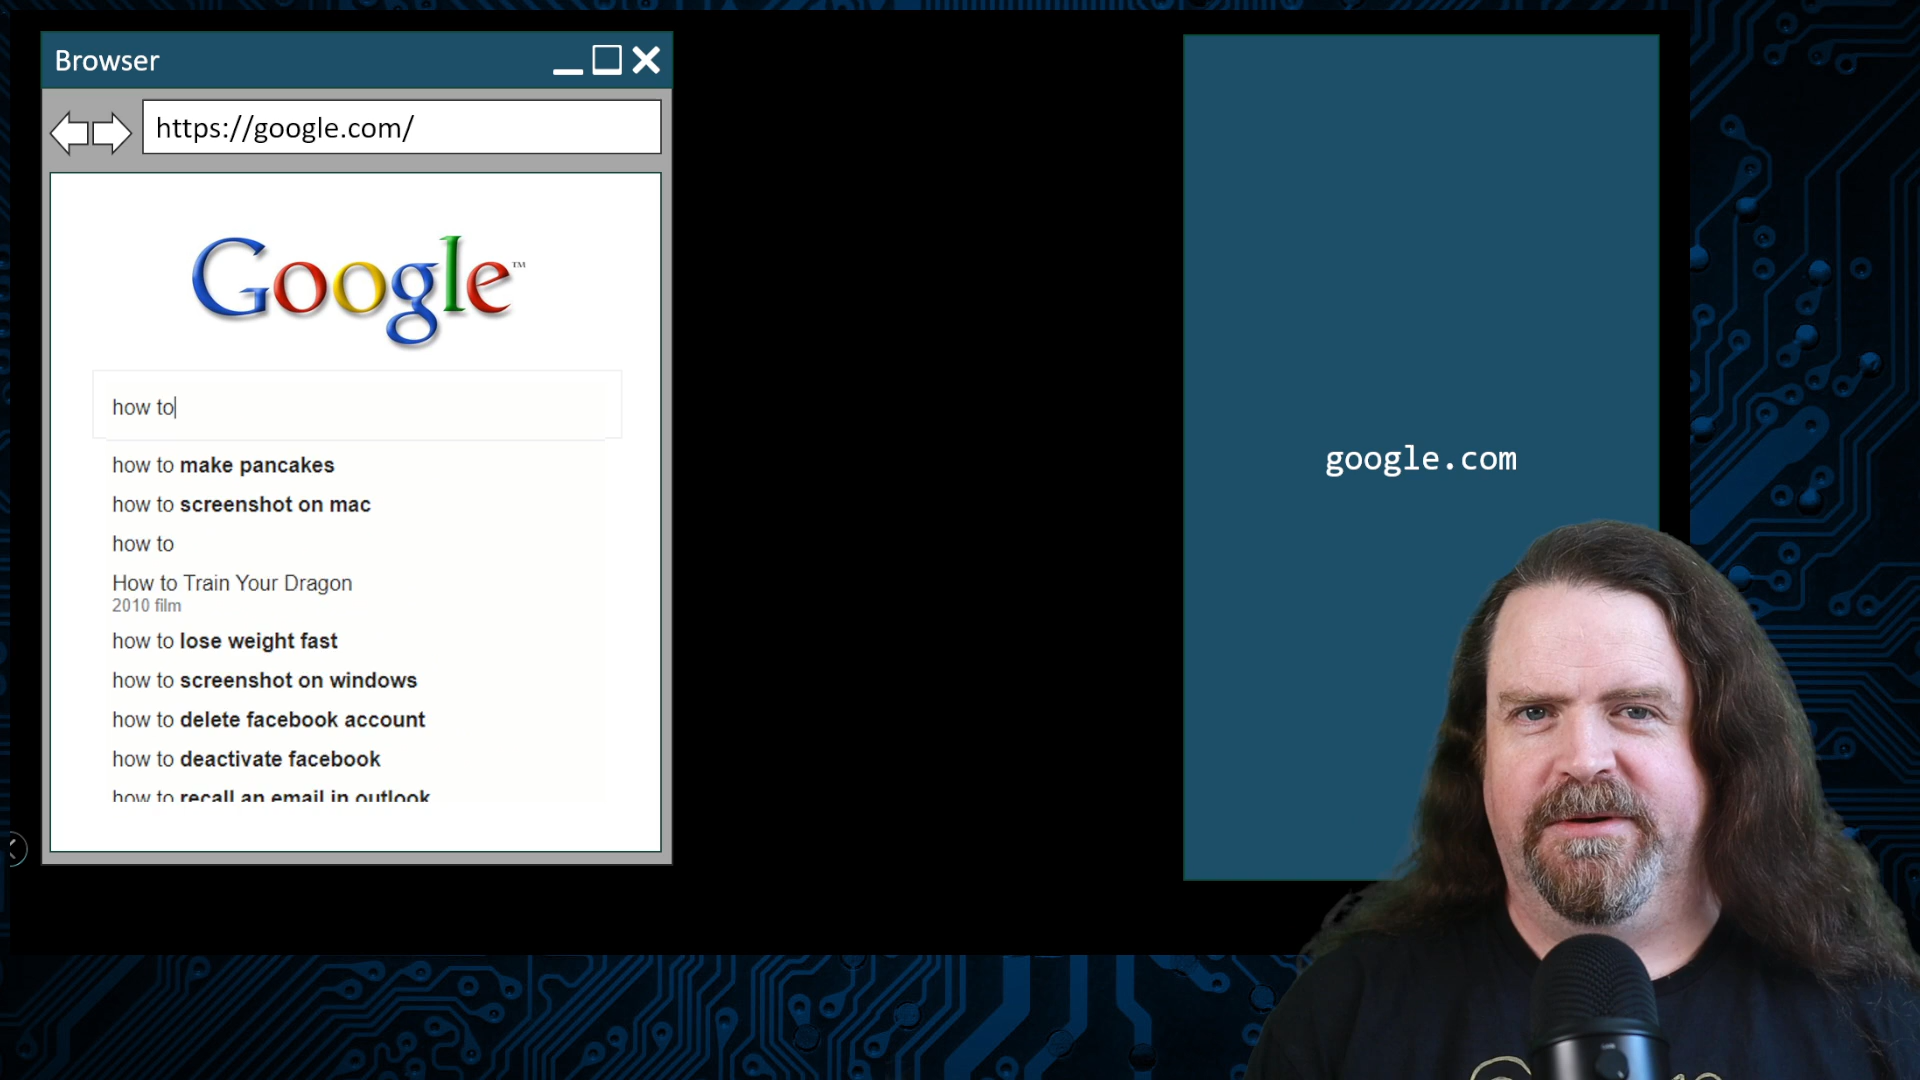 Browser
https://google.com/
Google™
how to
how to make pancakes
how to screenshot on mac
how to
How to Train Your Dragon
2010 film
how to lose weight fast
how to screenshot on windows
how to delete facebook account
how to deactivate facebook
how to recall an email in outlook
google.com